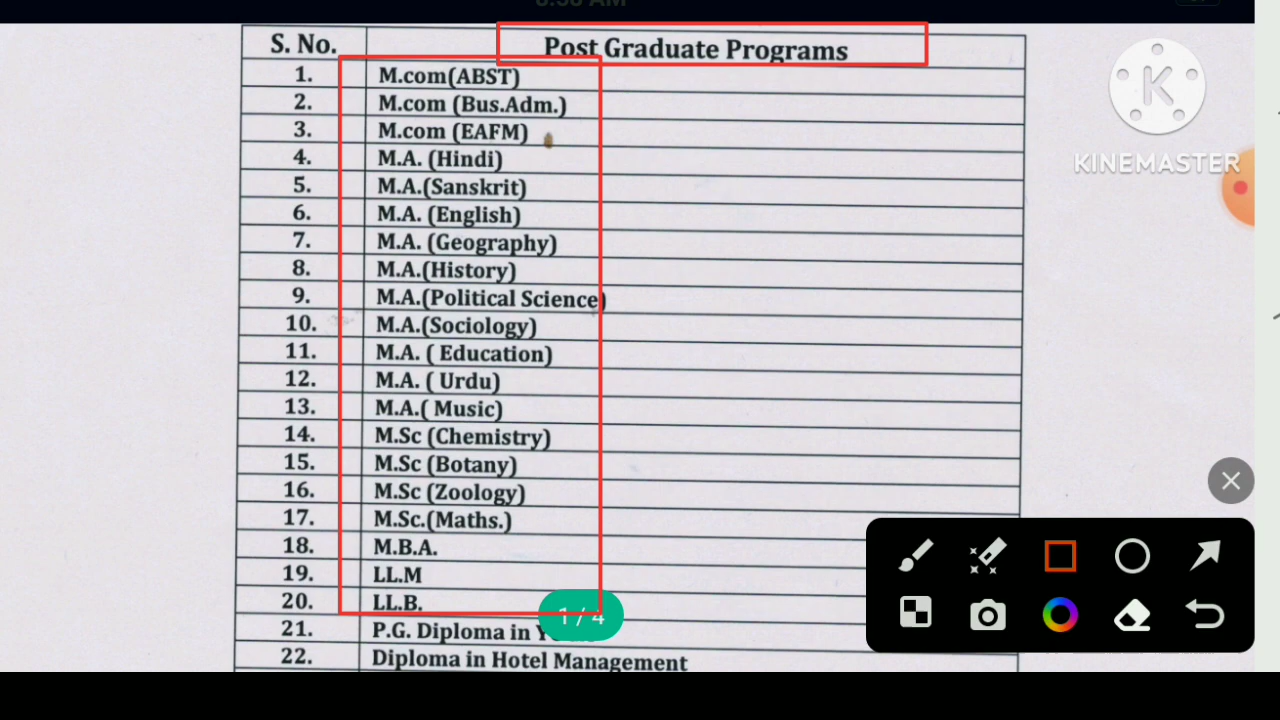 S. No. Post Graduate Programs
1. M.com(ABST)
2. M.com (Bus.Adm.)
3. M.com (EAFM)
4. M.A. (Hindi)
5. M.A.(Sanskrit)
6. M.A. (English)
7. M.A. (Geography)
8. M.A.(History)
9. M.A.(Political Science)
10. M.A.(Sociology)
11. M.A. ( Education)
12. M.A. ( Urdu)
13. M.A.( Music)
14. M.Sc (Chemistry)
15. M.Sc (Botany)
16. M.Sc (Zoology)
17. M.Sc.(Maths.)
18. M.B.A.
19. LL.M
20. LL.B.
21. P.G. Diploma in
22. Diploma in Hotel Management
1 / 4
K
KINEMASTER